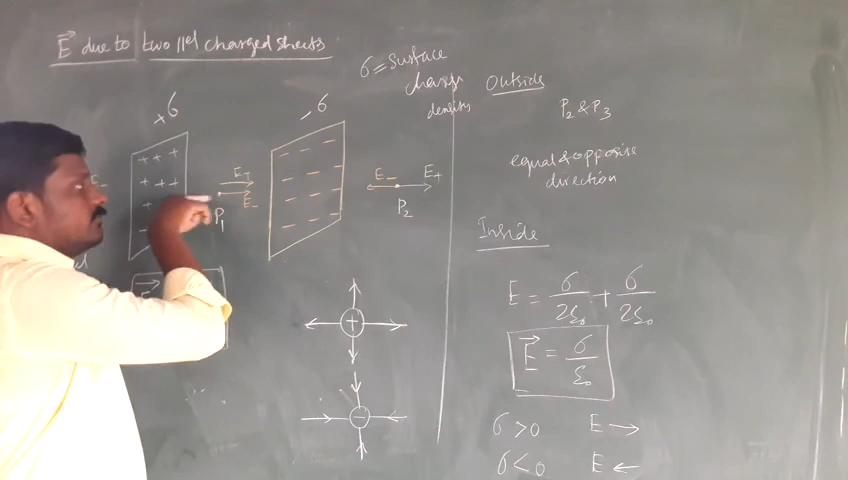 E⃗ due to two llel charged sheets
σ = Surface
charge
density
+σ
-σ
+ + +
+ + +
+
- - -
- - -
- - -
- - -
E-
E+
E-
P1
E- E+
P2
+
-
Outside
P2 & P3
equal & opposite
direction
Inside
E = σ/2ε0 + σ/2ε0
E⃗ = σ/ε0
σ > 0 E →
σ < 0 E ←